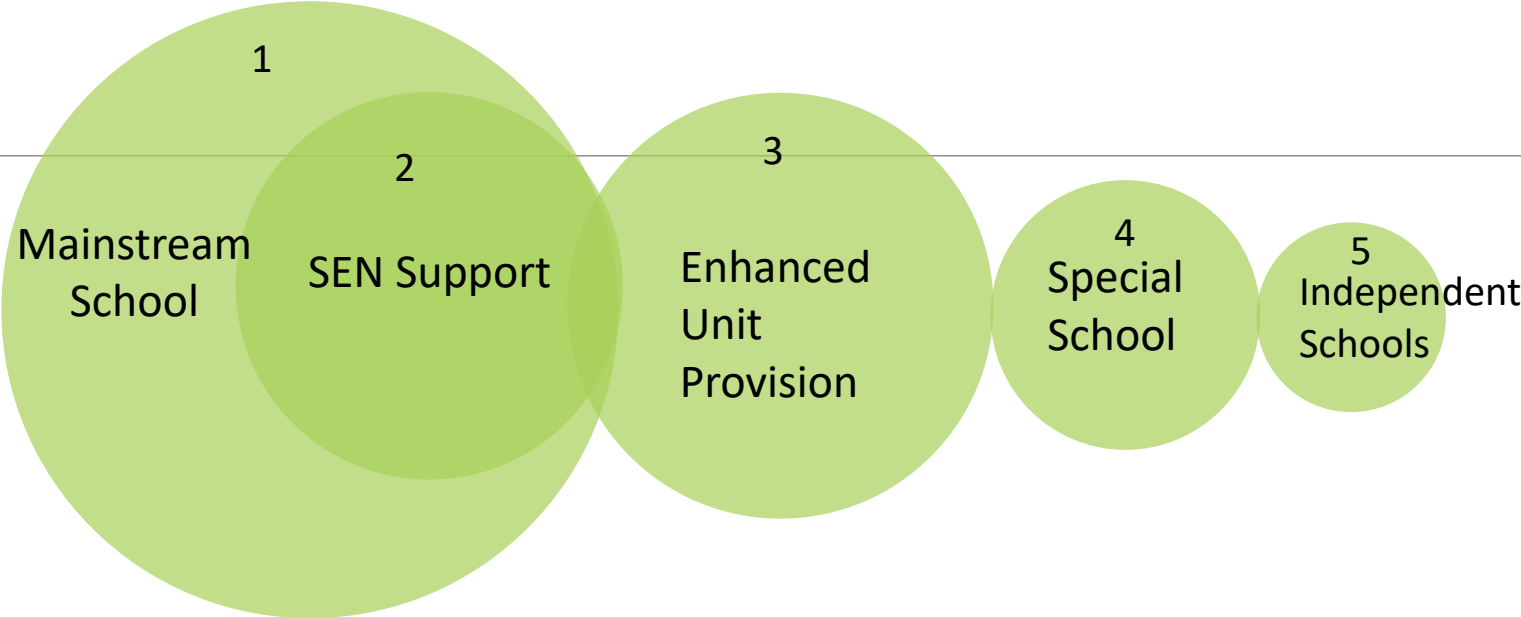 1
Mainstream
School
2
SEN Support
3
Enhanced
Unit
Provision
4
Special
School
5
Independent
Schools